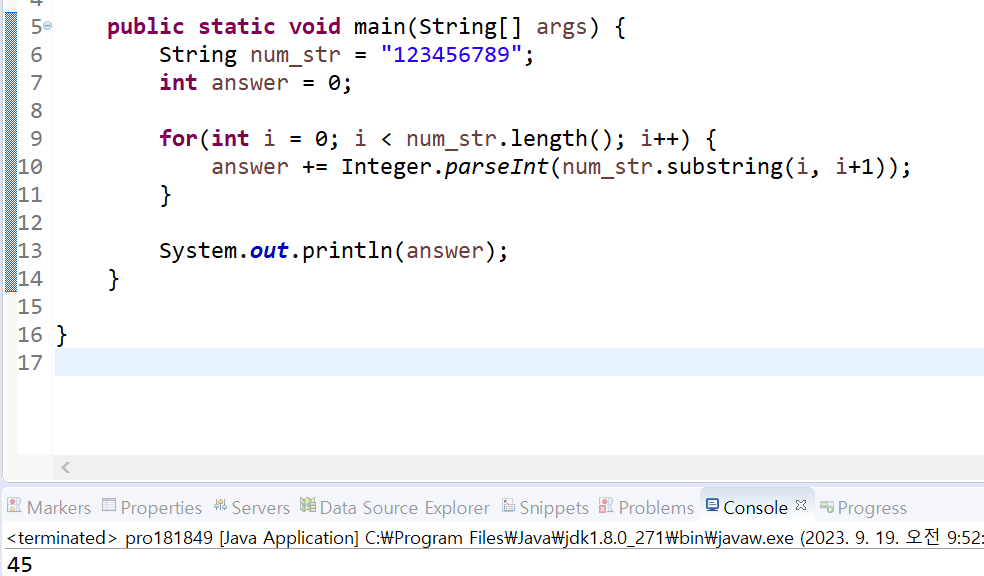 4
5 public static void main(String[] args) {
6 String num_str = "123456789";
7 int answer = 0;
8
9 for(int i = 0; i < num_str.length(); i++) {
10 answer += Integer.parseInt(num_str.substring(i, i+1));
11 }
12
13 System.out.println(answer);
14 }
15
16 }
17
Markers Properties Servers Data Source Explorer Snippets Problems Console Progress
<terminated> pro181849 [Java Application] C:₩Program Files₩Java₩jdk1.8.0_271₩bin₩javaw.exe (2023. 9. 19. 오전 9:52:
45